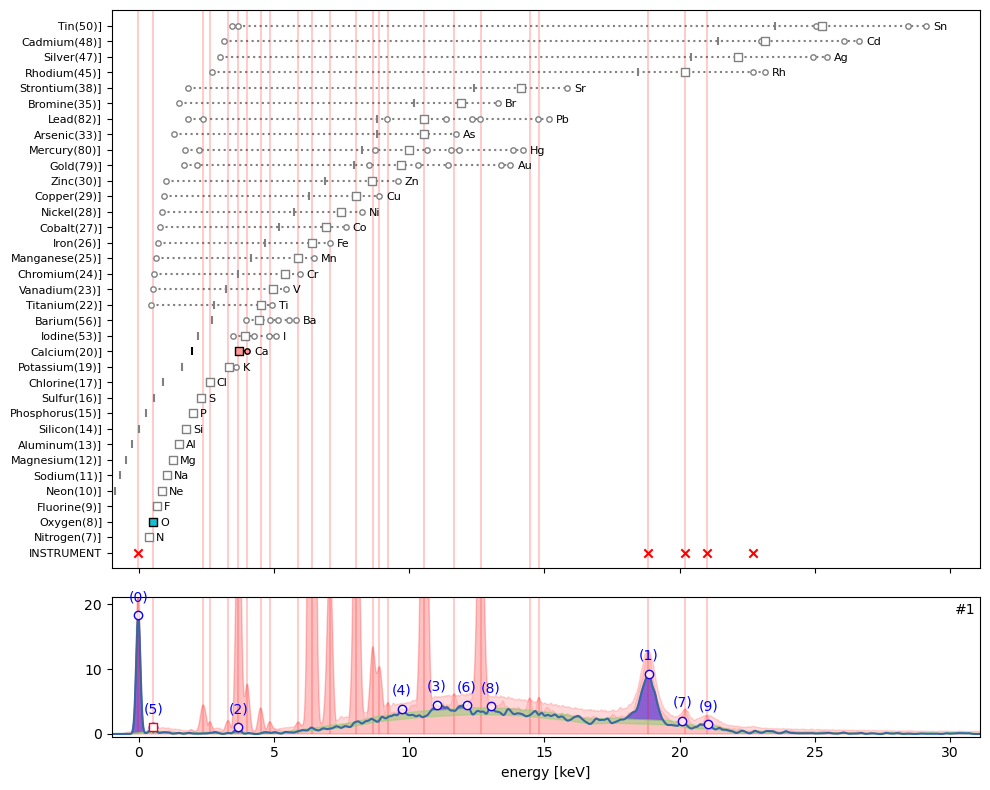 Tin(50)] Sn
Cadmium(48)] Cd
Silver(47)] Ag
Rhodium(45)] Rh
Strontium(38)] Sr
Bromine(35)] Br
Lead(82)] Pb
Arsenic(33)] As
Mercury(80)] Hg
Gold(79)] Au
Zinc(30)] Zn
Copper(29)] Cu
Nickel(28)] Ni
Cobalt(27)] Co
Iron(26)] Fe
Manganese(25)] Mn
Chromium(24)] Cr
Vanadium(23)] V
Titanium(22)] Ti
Barium(56)] Ba
Iodine(53)] I
Calcium(20)] Ca
Potassium(19)] K
Chlorine(17)] Cl
Sulfur(16)] S
Phosphorus(15)] P
Silicon(14)] Si
Aluminum(13)] Al
Magnesium(12)] Mg
Sodium(11)] Na
Neon(10)] Ne
Fluorine(9)] F
Oxygen(8)] O
Nitrogen(7)] N
INSTRUMENT
20 (0) #1
10 (5) (2) (4) (3) (6) (8) (1) (7) (9)
0
0 5 10 15 20 25 30
energy [keV]